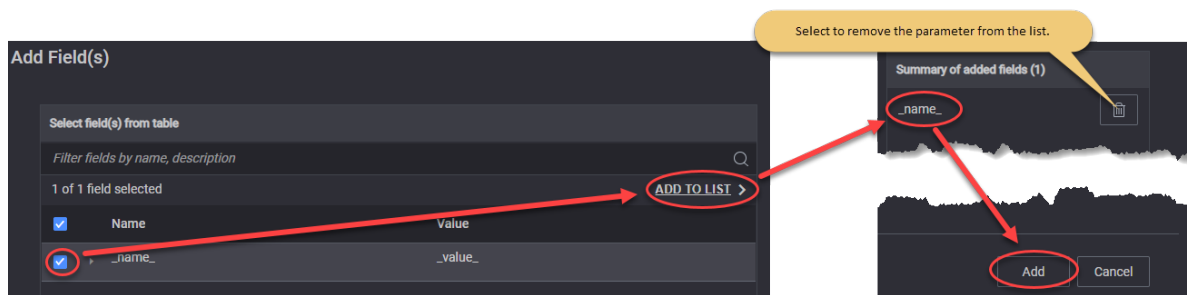 Select to remove the parameter from the list.
Add Field(s)
Select field(s) from table
Filter fields by name, description
1 of 1 field selected
ADD TO LIST >
Name Value
_name_ _value_
Summary of added fields (1)
_name_
Add Cancel